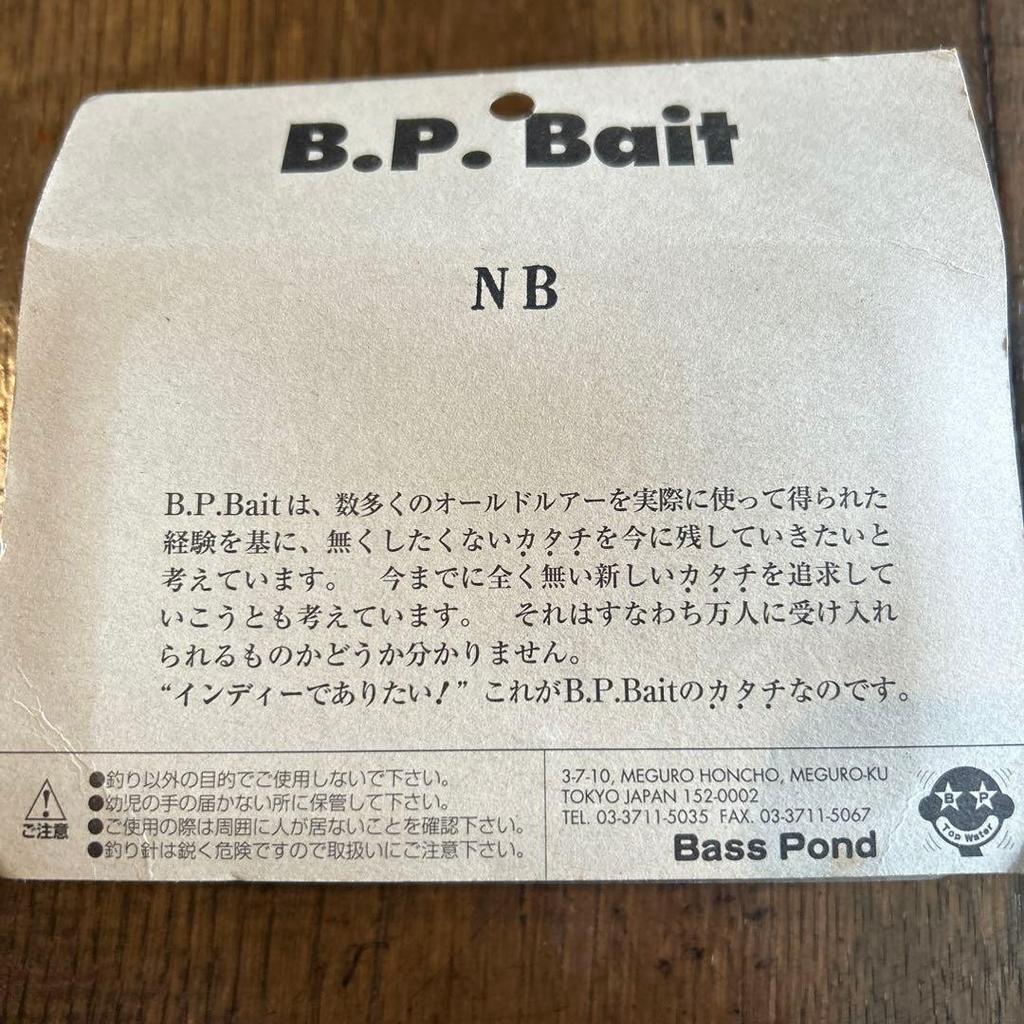 B.P. Bait
NB
B.P.Baitは、数多くのオールドルアーを実際に使って得られた
経験を基に、無くしたくないカタチを今に残していきたいと
考えています。 今までに全く無い新しいカタチを追求して
いこうとも考えています。 それはすなわち万人に受け入れ
られるものかどうか分かりません。
“インディーでありたい!” これがB.P.Baitのカタチなのです。
ご注意
●釣り以外の目的でご使用しないで下さい。
●幼児の手の届かない所に保管して下さい。
●ご使用の際は周囲に人が居ないことを確認下さい。
●釣り針は鋭く危険ですので取扱いにご注意下さい。
3-7-10, MEGURO HONCHO, MEGURO-KU
TOKYO JAPAN 152-0002
TEL. 03-3711-5035 FAX. 03-3711-5067
Bass Pond
B P
Top Water